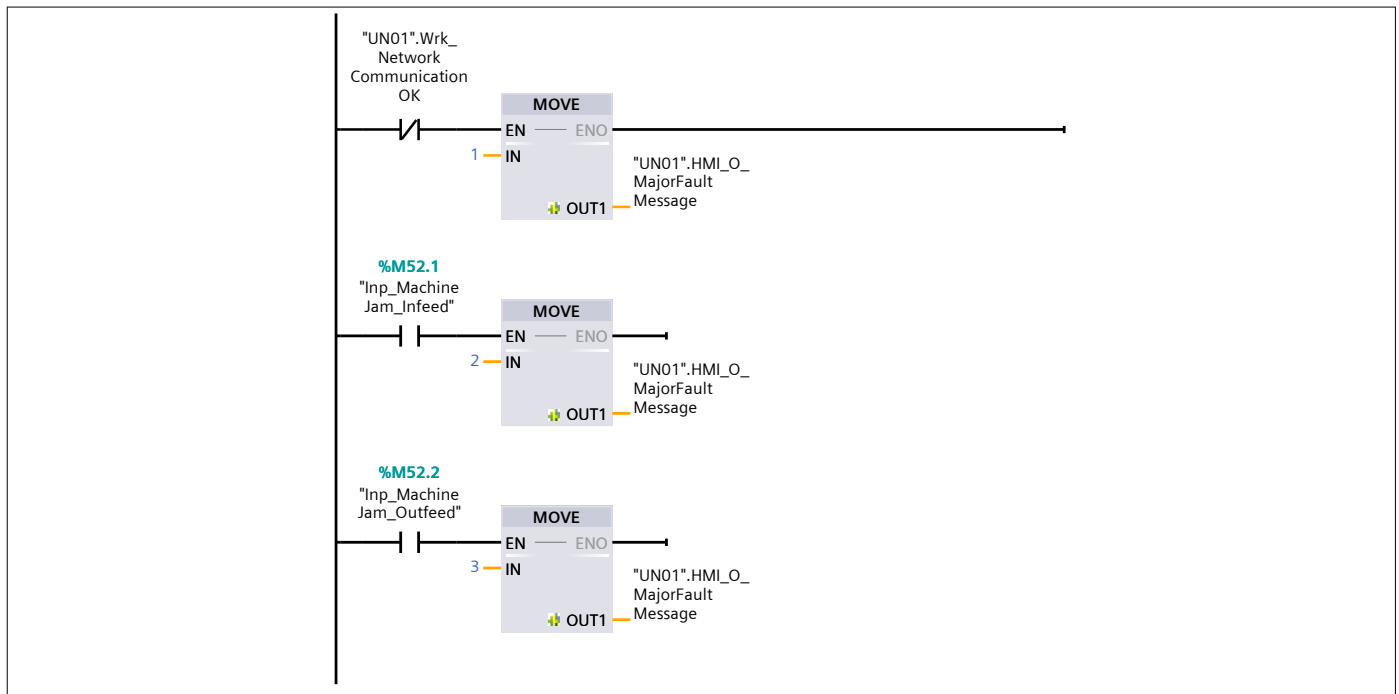 "UN01".Wrk_
Network
Communication
OK
MOVE
EN ENO
1 IN
"UN01".HMI_O_
MajorFault
Message
OUT1
%M52.1
"Inp_Machine
Jam_Infeed"
MOVE
EN ENO
2 IN
"UN01".HMI_O_
MajorFault
Message
OUT1
%M52.2
"Inp_Machine
Jam_Outfeed"
MOVE
EN ENO
3 IN
"UN01".HMI_O_
MajorFault
Message
OUT1